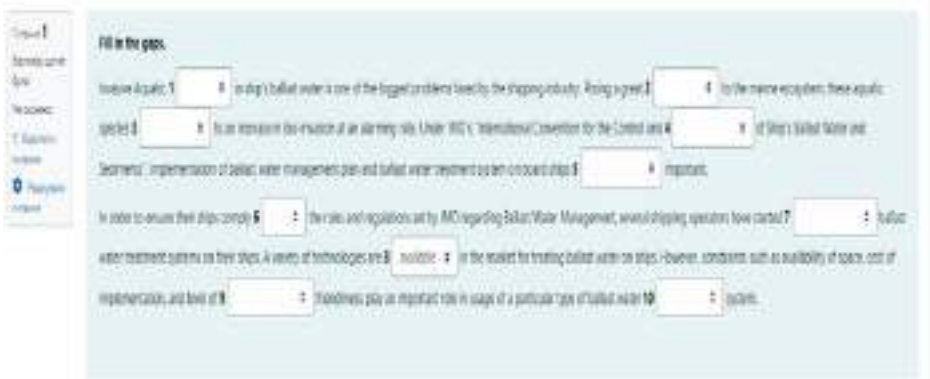 1
Fill in the gaps.
Invasive Aquatic 1 in ship's ballast water is one of the biggest problems faced by the shipping industry. Posing a great 2 to the marine ecosystem, these aquatic
species 3 to an increase in bio-invasion at an alarming rate. Under IMO's "International Convention for the Control and 4 of Ship's Ballast Water and
Sediments", implementation of ballast water management plan and ballast water treatment system onboard ships 5 important.
In order to ensure their ships comply 6 the rules and regulations set by IMO regarding Ballast Water Management, several shipping operators have started 7 ballast
water treatment systems on their ships. A variety of technologies are 8 available in the market for treating ballast water on ships. However, constraints such as availability of space, cost of
implementation, and level of 9 friendliness play an important role in usage of a particular type of ballast water 10 system.